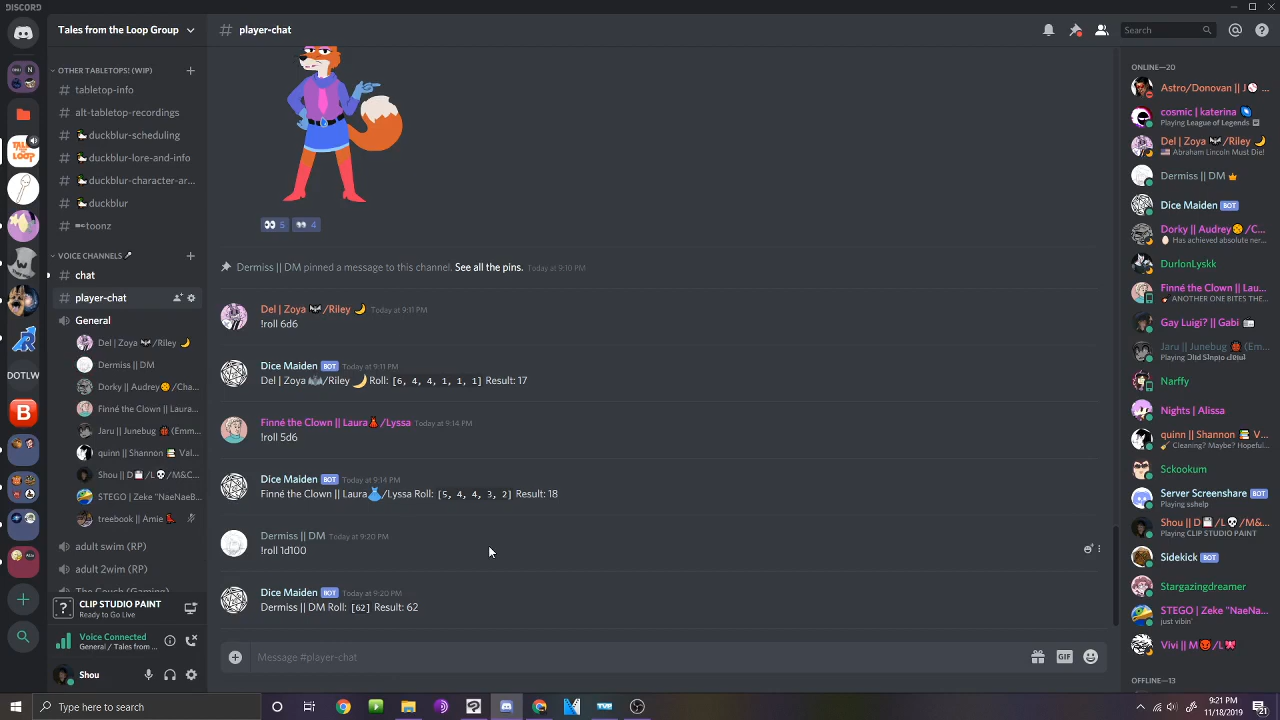 DISCORD
Tales from the Loop Group
player-chat
Search
OTHER TABLETOPS! (WIP)
tabletop-info
alt-tabletop-recordings
duckblur-scheduling
duckblur-lore-and-info
duckblur-character-ar...
duckblur
toonz
VOICE CHANNELS
chat
player-chat
General
Del | Zoya /Riley
Dermiss || DM
Dorky || Audrey /Cha...
Finné the Clown || Laura...
Jaru || Junebug (Emm...
quinn || Shannon Val...
Shou || D /L /M&C...
STEGO || Zeke "NaeNaeB...
treebook || Amie
adult swim (RP)
adult 2wim (RP)
The Couch (Gaming)
CLIP STUDIO PAINT
Ready to Go Live
Voice Connected
General / Tales from ...
Shou
DOTLW
B
5
4
Dermiss || DM pinned a message to this channel. See all the pins. Today at 9:10 PM
Del | Zoya /Riley Today at 9:11 PM
!roll 6d6
Dice Maiden BOT Today at 9:11 PM
Del | Zoya /Riley Roll: [6, 4, 4, 1, 1, 1] Result: 17
Finné the Clown || Laura /Lyssa Today at 9:14 PM
!roll 5d6
Dice Maiden BOT Today at 9:14 PM
Finné the Clown || Laura /Lyssa Roll: [5, 4, 4, 3, 2] Result: 18
Dermiss || DM Today at 9:20 PM
!roll 1d100
Dice Maiden BOT Today at 9:20 PM
Dermiss || DM Roll: [62] Result: 62
Message #player-chat
GIF
ONLINE—20
Astro/Donovan || J ...
cosmic | katerina
Playing League of Legends
Del | Zoya /Riley
Abraham Lincoln Must Die!
Dermiss || DM
Dice Maiden BOT
Dorky || Audrey /C...
Has achieved absolute ner...
DurlonLyskk
Finné the Clown || Lau...
ANOTHER ONE BITES THE...
Gay Luigi? || Gabi
Jaru || Junebug (Em...
Playing
Narffy
Nights | Alissa
quinn || Shannon V...
Cleaning? Maybe? Hopeful...
Sckookum
Server Screenshare BOT
Playing sshelp
Shou || D /L /M&...
Playing CLIP STUDIO PAINT
Sidekick BOT
Stargazingdreamer
STEGO || Zeke "NaeNa...
just vibin'
Vivi || M /L
OFFLINE—13
Type here to search
9:21 PM
11/18/2019